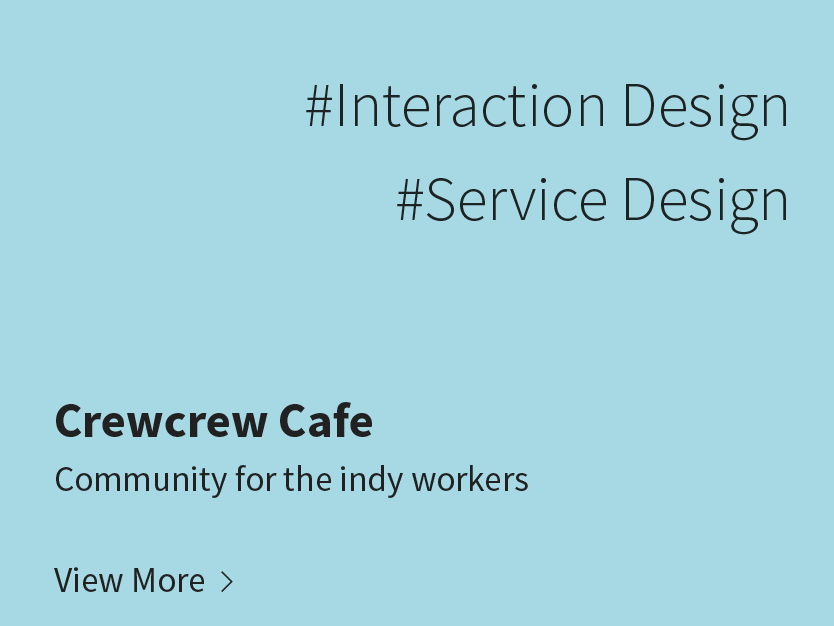 #Interaction Design
#Service Design
Crewcrew Cafe
Community for the indy workers
View More >